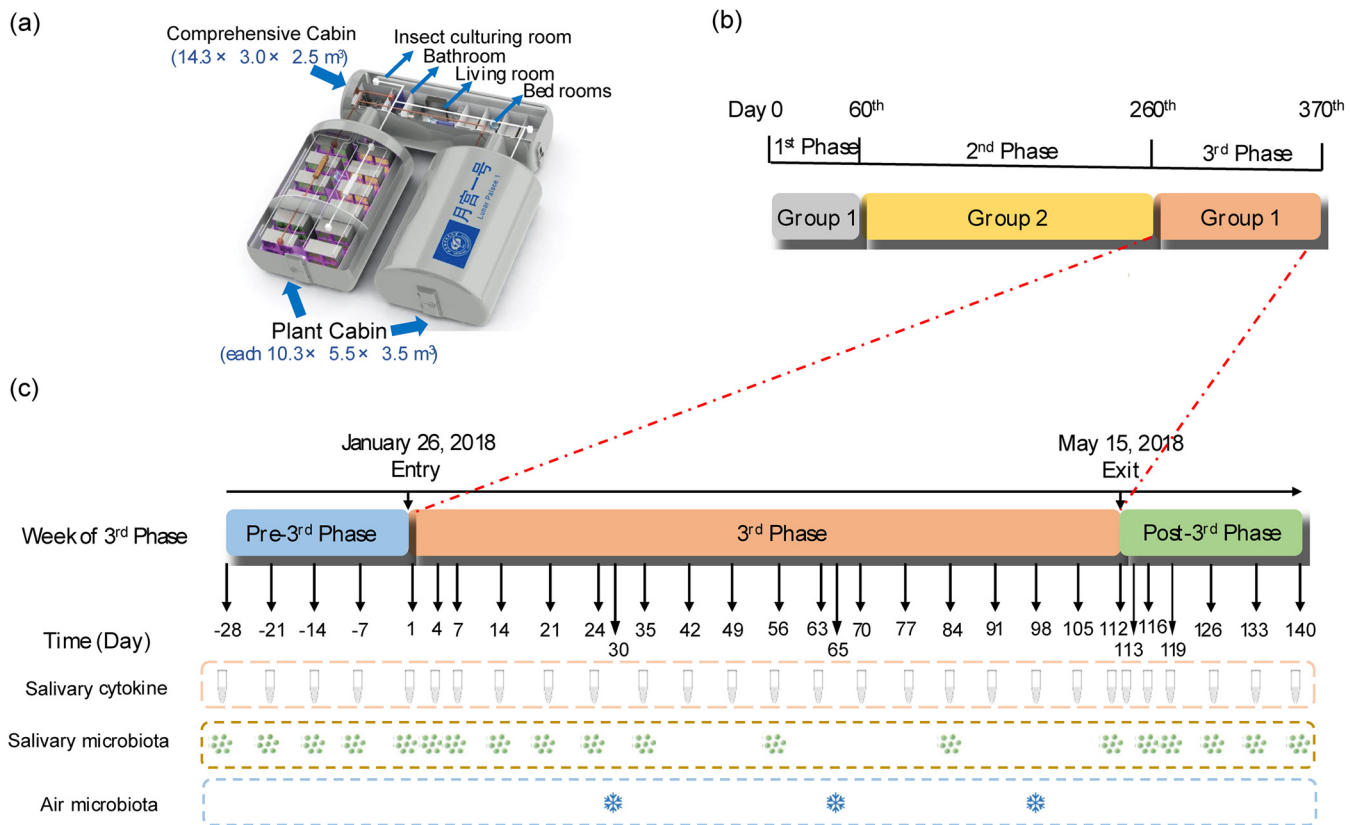 (a)
Comprehensive Cabin
(14.3 × 3.0 × 2.5 m³)
Insect culturing room
Bathroom
Living room
Bed rooms
月宫一号
Lunar Palace 1
Plant Cabin
(each 10.3 × 5.5 × 3.5 m³)
(b)
Day 0 60th 260th 370th
1st Phase 2nd Phase 3rd Phase
Group 1 Group 2 Group 1
(c)
January 26, 2018
Entry
May 15, 2018
Exit
Week of 3rd Phase Pre-3rd Phase 3rd Phase Post-3rd Phase
Time (Day) -28 -21 -14 -7 1 4 7 14 21 24 35 42 49 56 63 70 77 84 91 98 105 112 116 126 133 140
30 65 113 119
Salivary cytokine
Salivary microbiota
Air microbiota